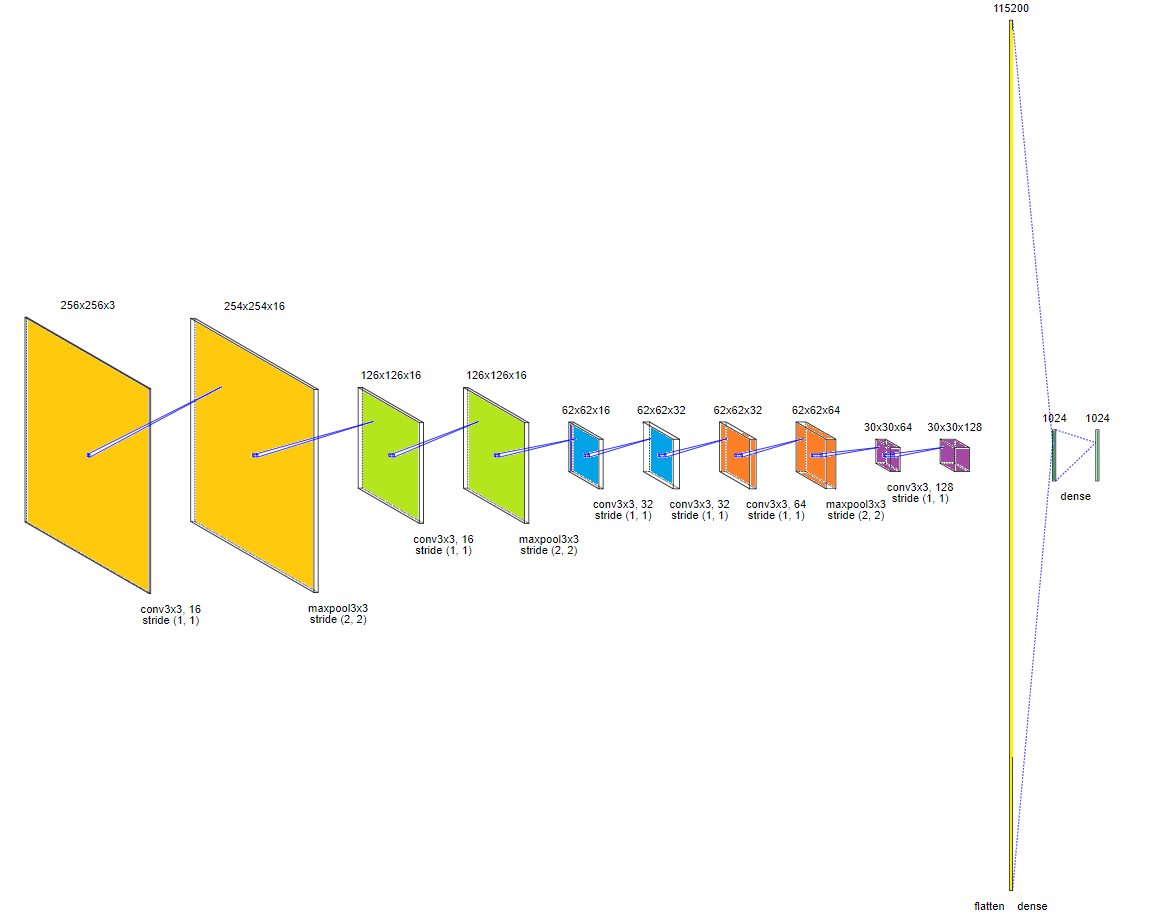 115200
256x256x3
254x254x16
126x126x16
126x126x16
62x62x16
62x62x32
62x62x32
62x62x64
30x30x64
30x30x128
1024
1024
conv3x3, 16
stride (1, 1)
maxpool3x3
stride (2, 2)
conv3x3, 16
stride (1, 1)
maxpool3x3
stride (2, 2)
conv3x3, 32
stride (1, 1)
conv3x3, 32
stride (1, 1)
conv3x3, 64
stride (1, 1)
maxpool3x3
stride (2, 2)
conv3x3, 128
stride (1, 1)
dense
flatten
dense